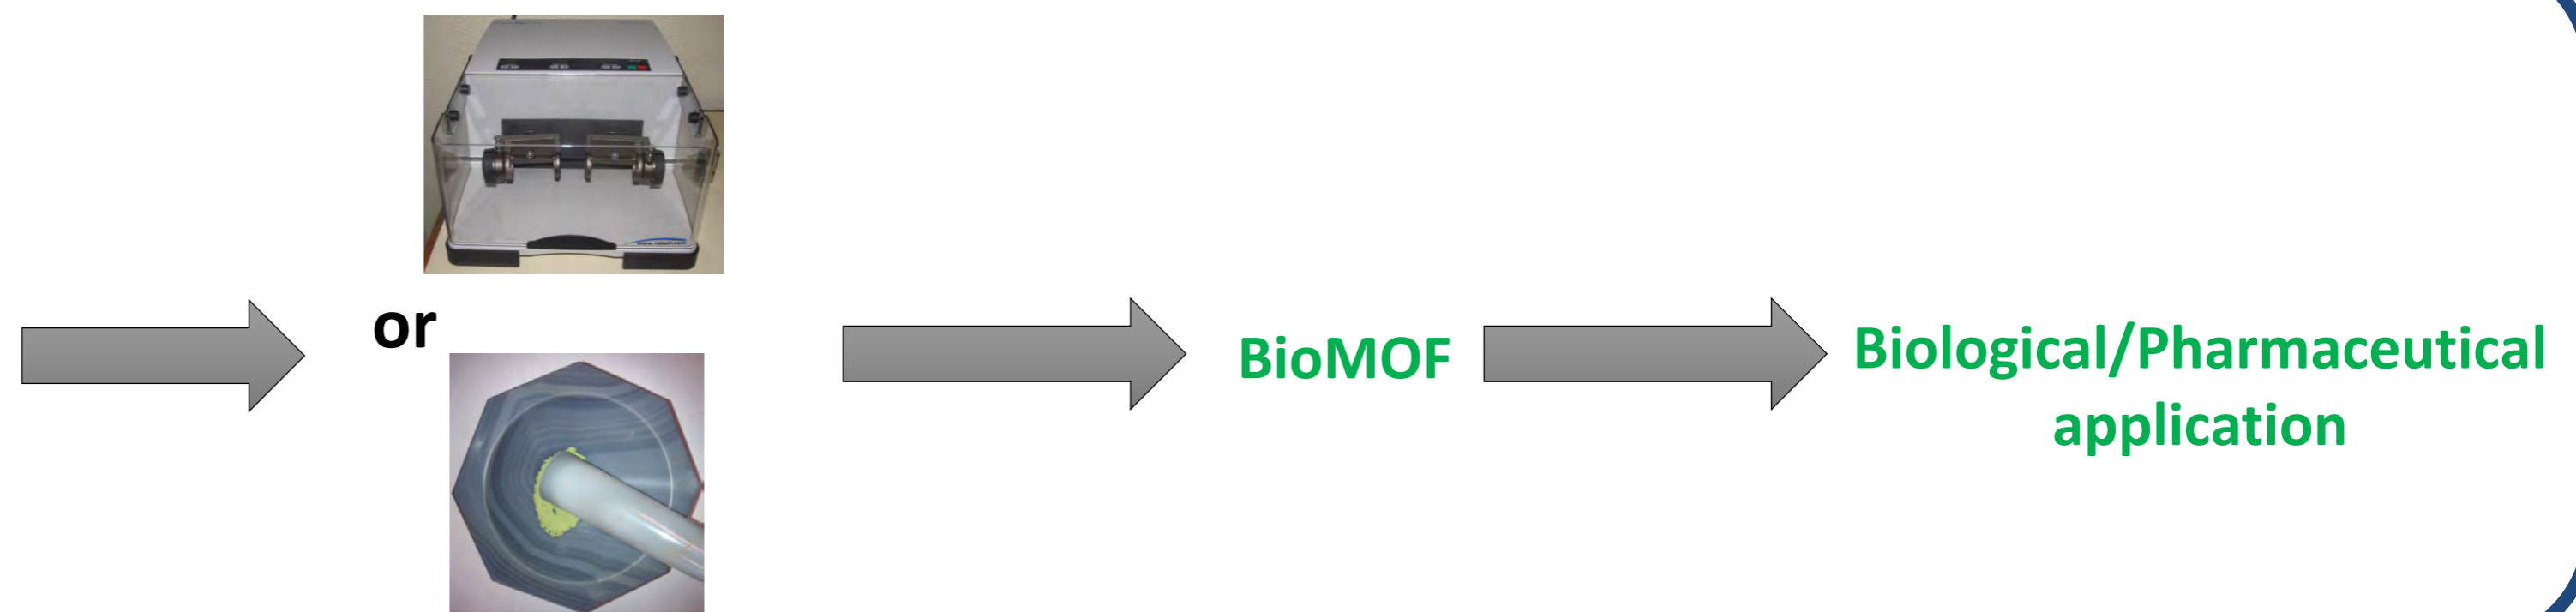 or
BioMOF
Biological/Pharmaceutical
application